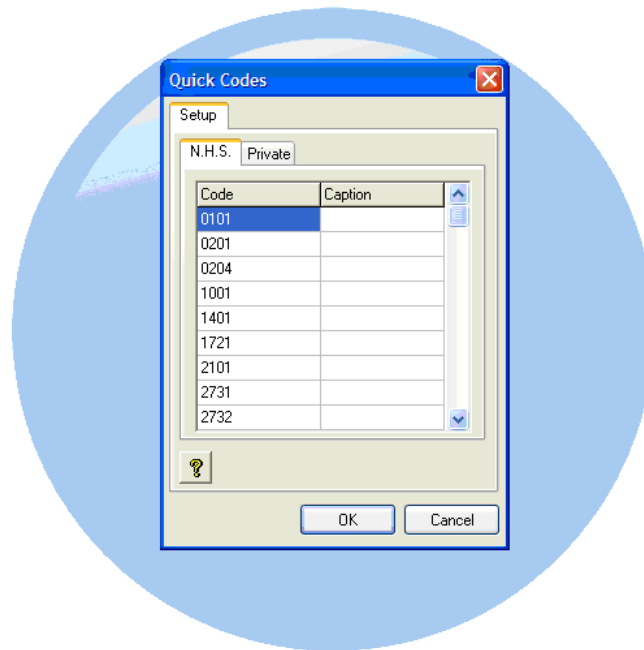 Quick Codes
Setup
N.H.S. Private
Code Caption
0101
0201
0204
1001
1401
1721
2101
2731
2732
?
OK Cancel